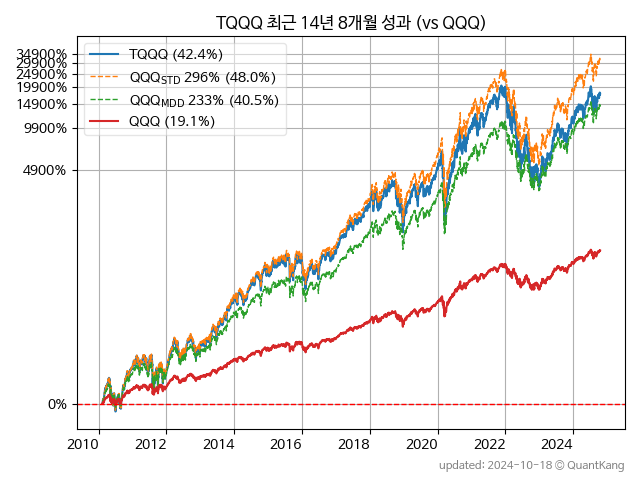 TQQQ 최근 14년 8개월 성과 (vs QQQ)
34900%
29900%
24900%
19900%
14900%
9900%
4900%
0%
TQQQ (42.4%)
QQQSTD 296% (48.0%)
QQQMDD 233% (40.5%)
QQQ (19.1%)
2010 2012 2014 2016 2018 2020 2022 2024
updated: 2024-10-18 © QuantKang